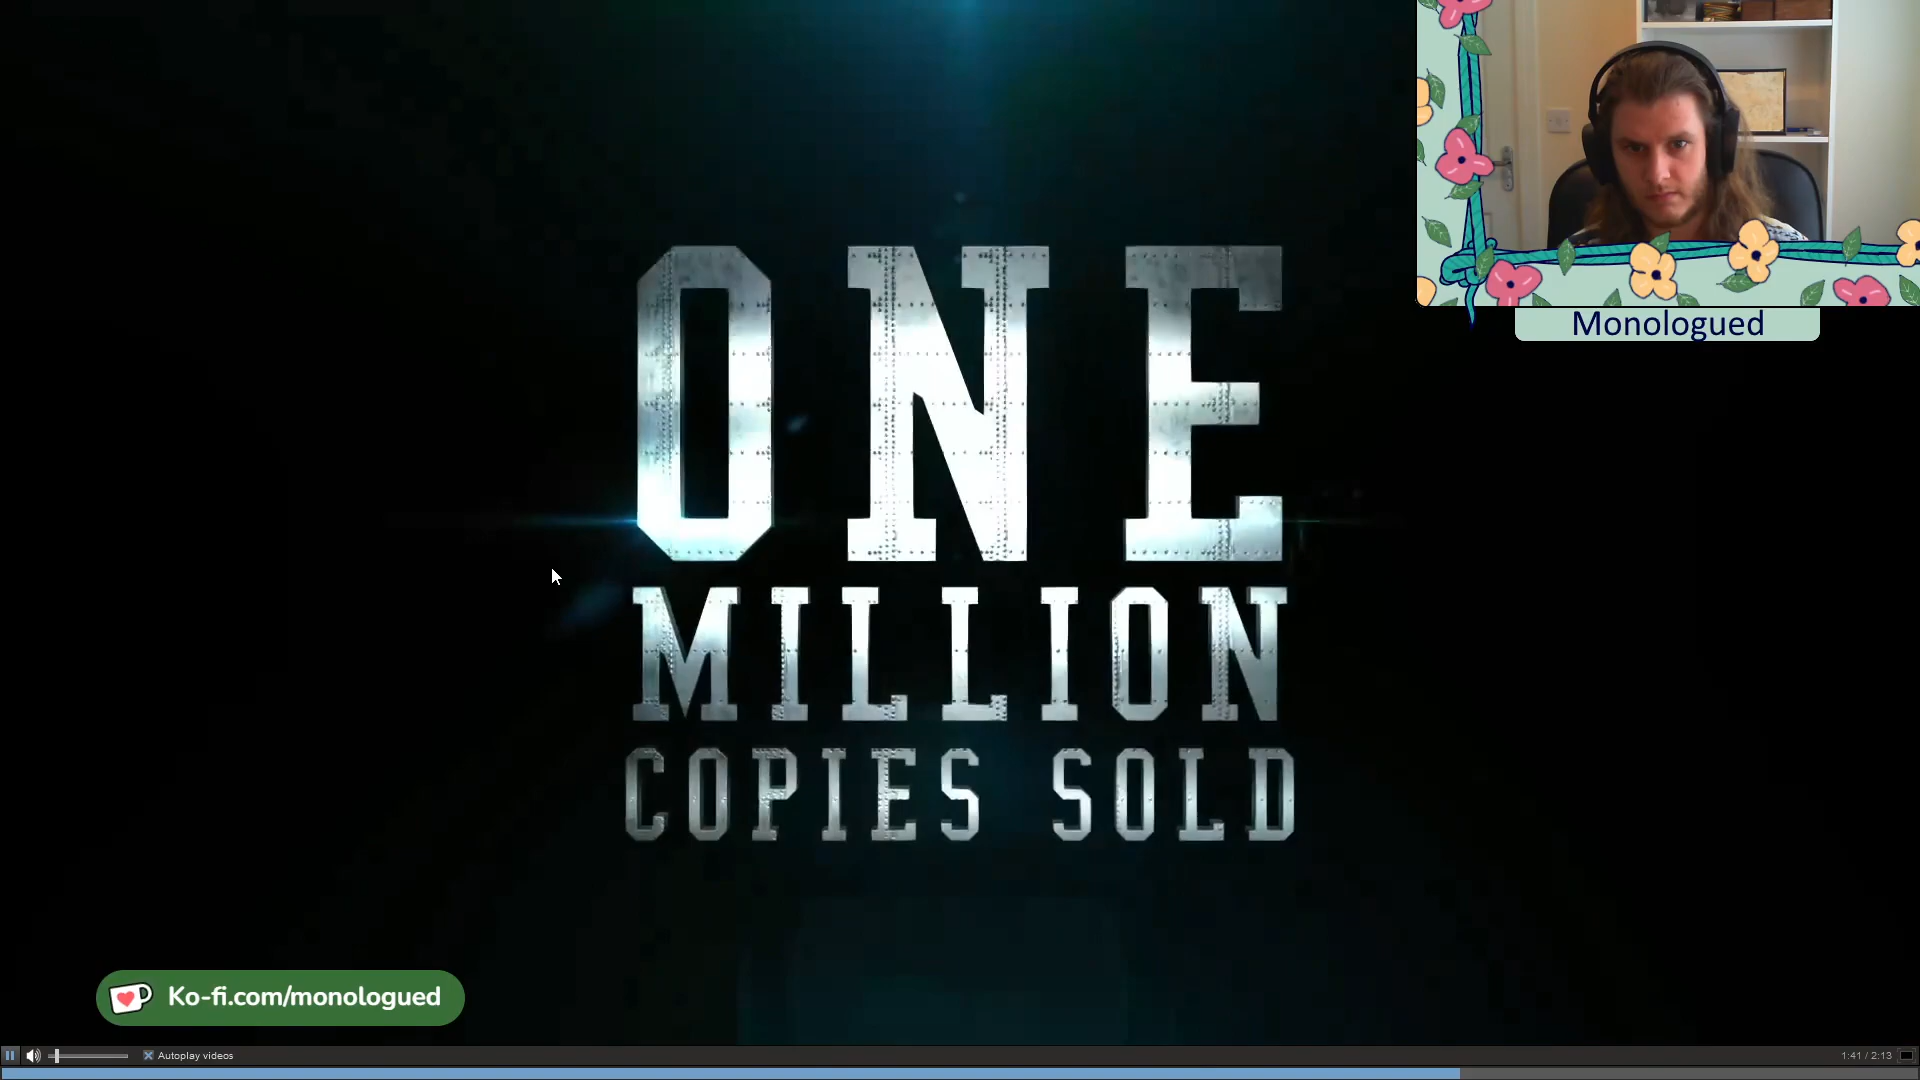 ONE
MILLION
COPIES SOLD
Monologued
Ko-fi.com/monologued
Autoplay videos
1:41 / 2:13